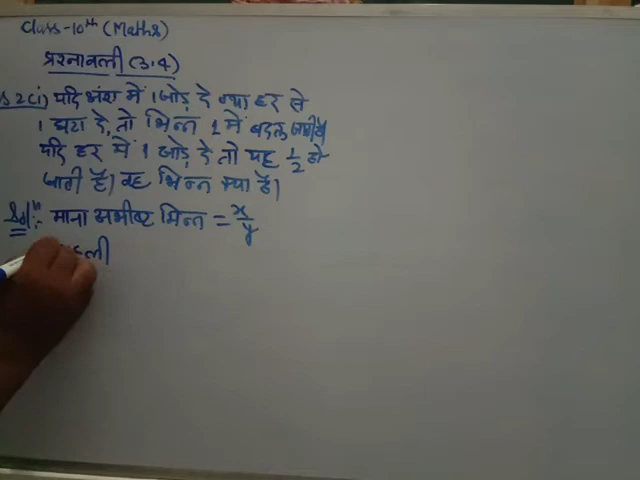 Class-10th (Maths)
प्रश्नावली (3.4)
2(i) यदि अंश में 1 जोड़ दे तथा हर से
1 घटा दे, तो भिन्न 1 में बदल जाती है
यदि हर में 1 जोड़ दे तो यह 1/2 हो
जाती है। वह भिन्न क्या है।
Solⁿ:- माना अभीष्ट भिन्न = x/y